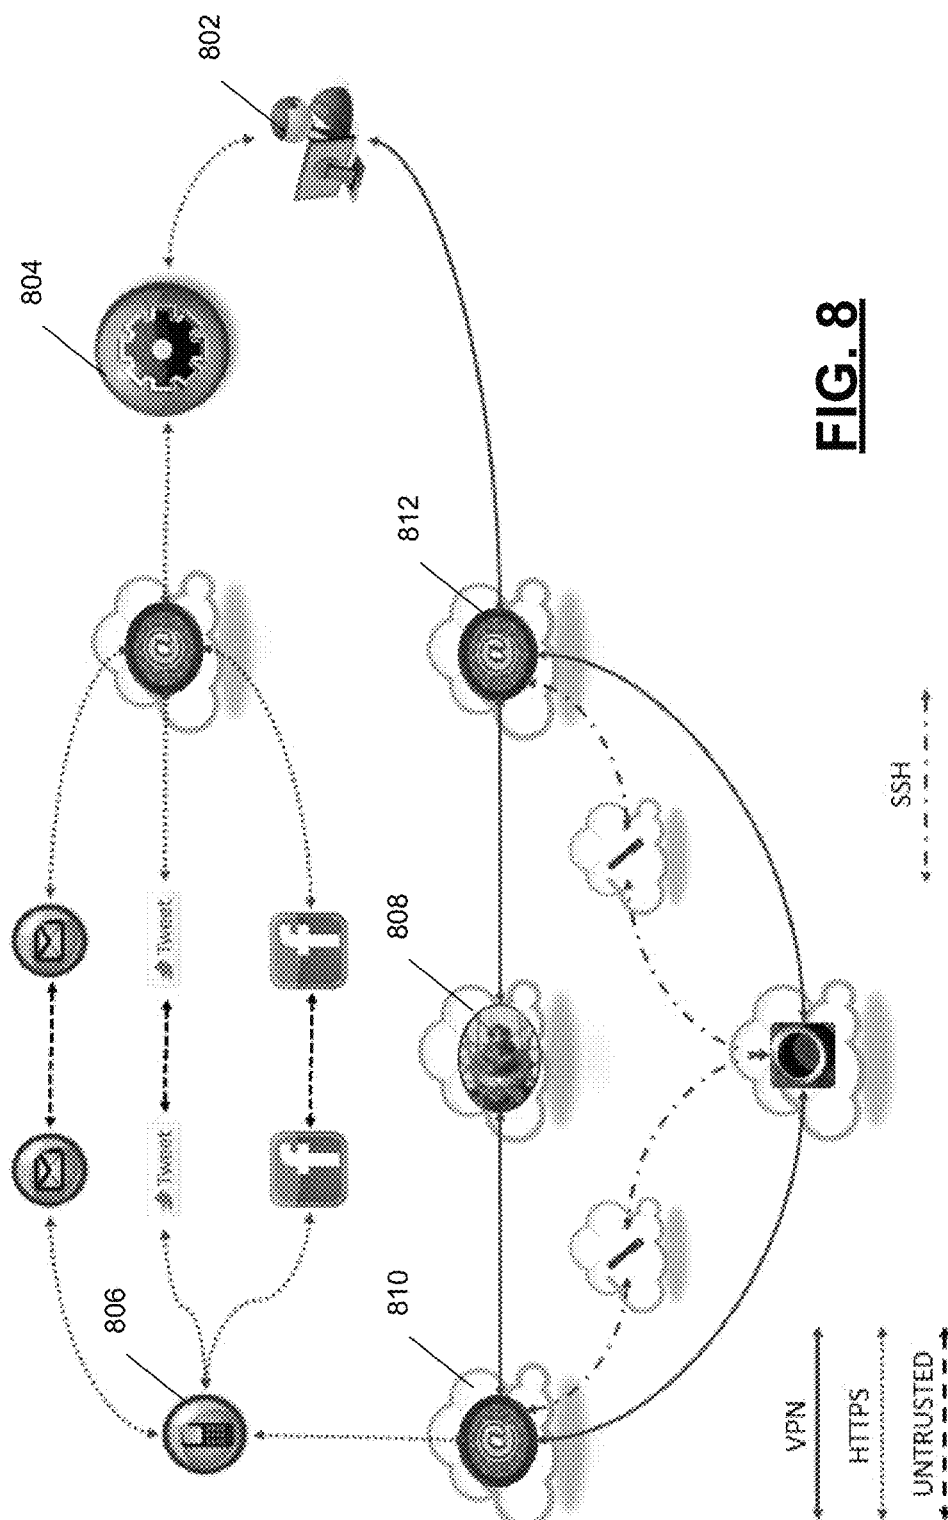 802
804
806
Tweet
Tweet
f
f
@
808
810
812
@
@
VPN
HTTPS
UNTRUSTED
SSH
FIG. 8